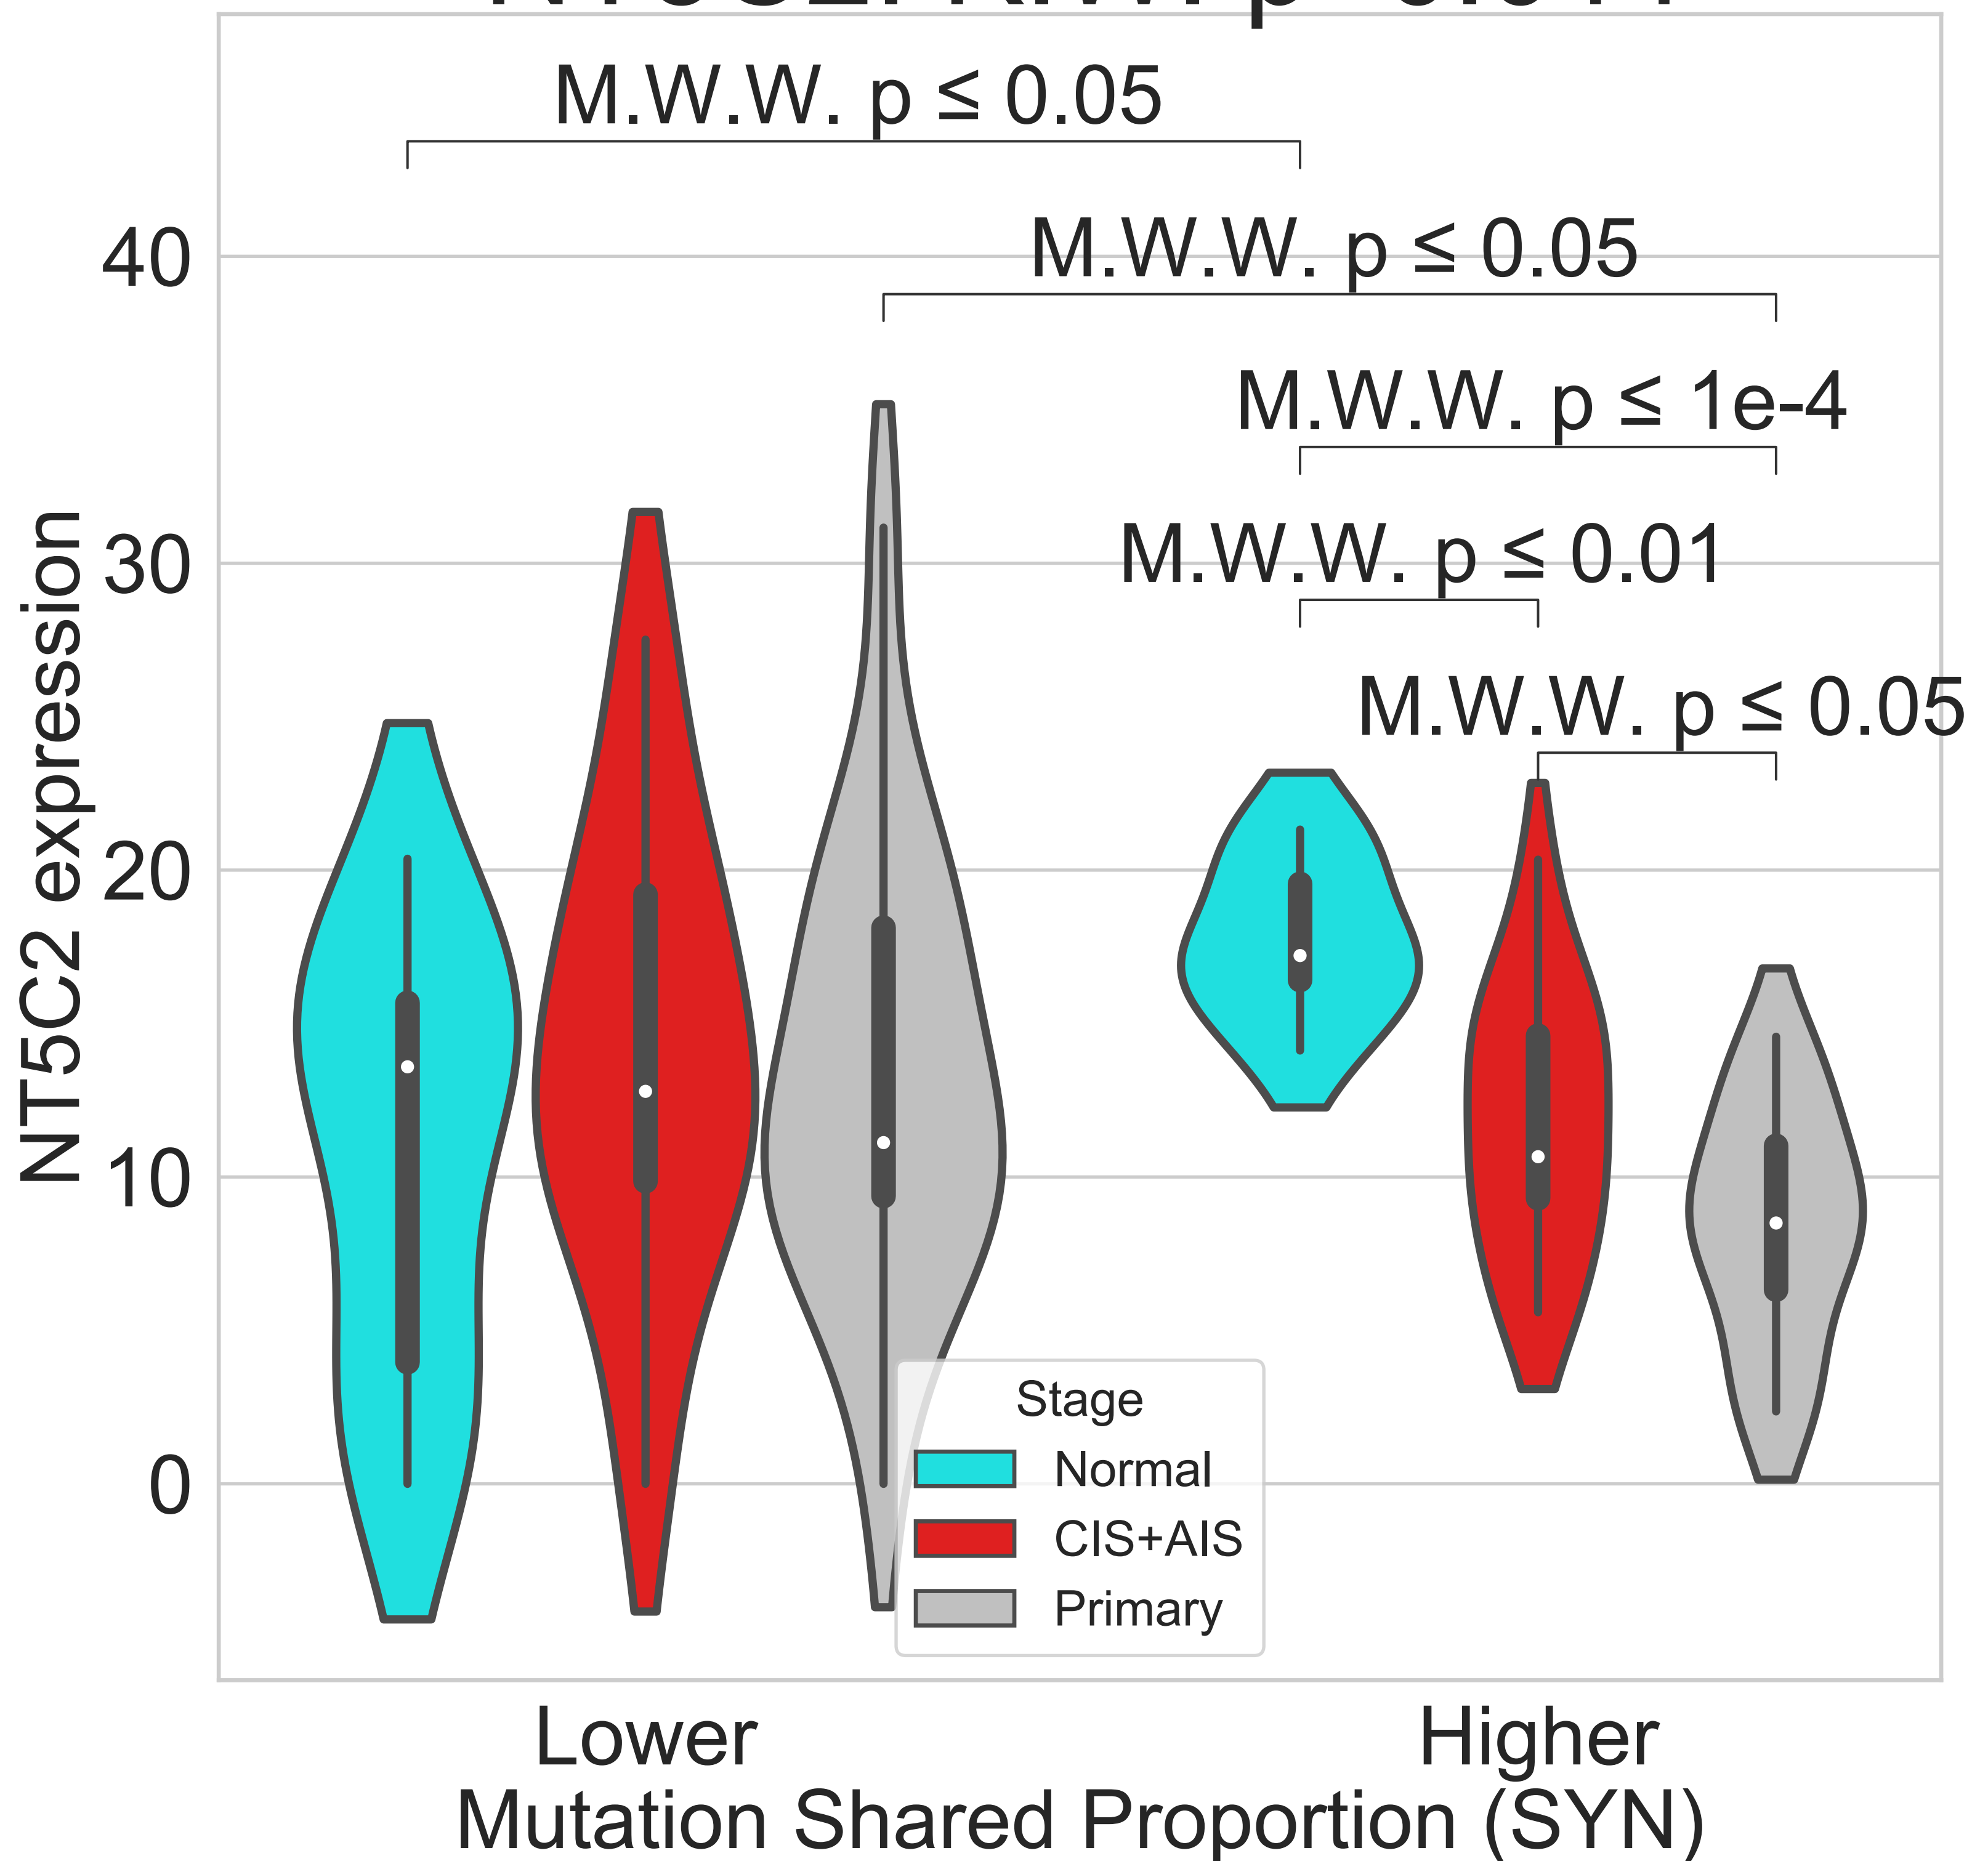 M.W.W. p ≤ 0.05
M.W.W. p ≤ 0.05
M.W.W. p ≤ 1e-4
M.W.W. p ≤ 0.01
M.W.W. p ≤ 0.05
NT5C2 expression
40
30
20
10
0
Stage
Normal
CIS+AIS
Primary
Lower
Higher
Mutation Shared Proportion (SYN)